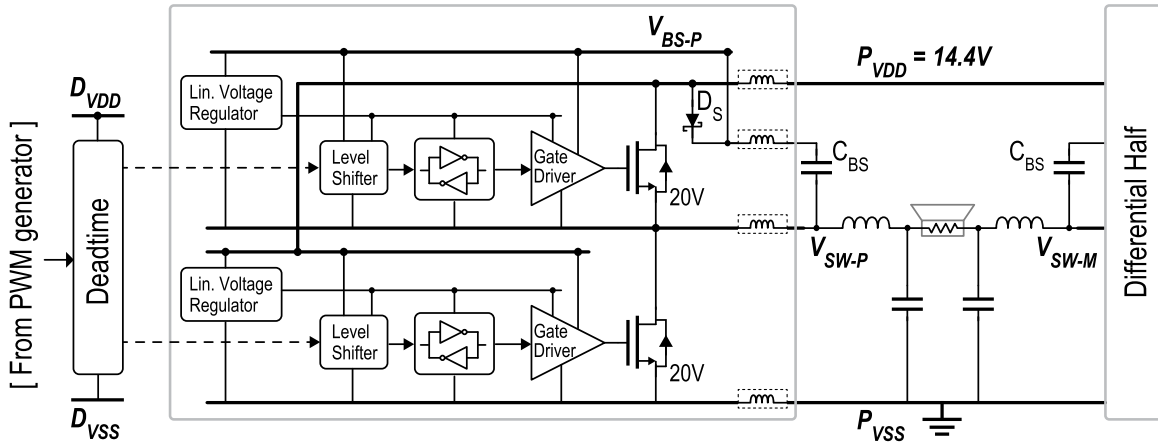 V_BS-P
P_VDD = 14.4V
D_VDD
Lin. Voltage
Regulator
D_S
[ From PWM generator ]
Deadtime
Level
Shifter
Gate
Driver
20V
C_BS
C_BS
Differential Half
V_SW-P
V_SW-M
Lin. Voltage
Regulator
Level
Shifter
Gate
Driver
20V
D_VSS
P_VSS